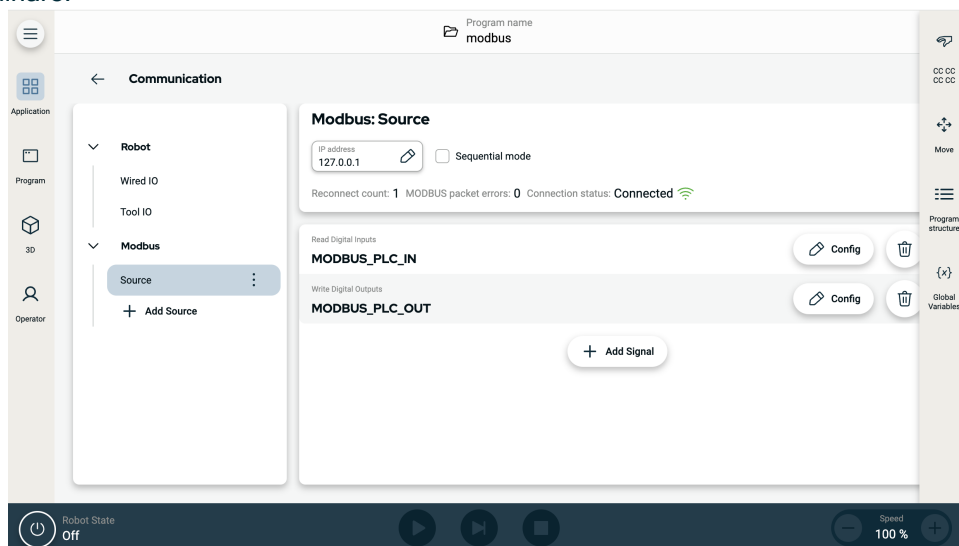 Program name
modbus
Communication
CC CC
CC CC
Application
Modbus: Source
Robot
IP address
127.0.0.1
Sequential mode
Move
Program
Wired IO
Reconnect count: 1 MODBUS packet errors: 0 Connection status: Connected
Tool IO
Program
structure
3D
Modbus
Read Digital Inputs
MODBUS_PLC_IN
Config
Source
{x}
Write Digital Outputs
MODBUS_PLC_OUT
Config
Global
Variables
Operator
+ Add Source
+ Add Signal
Robot State
Off
Speed
100 %